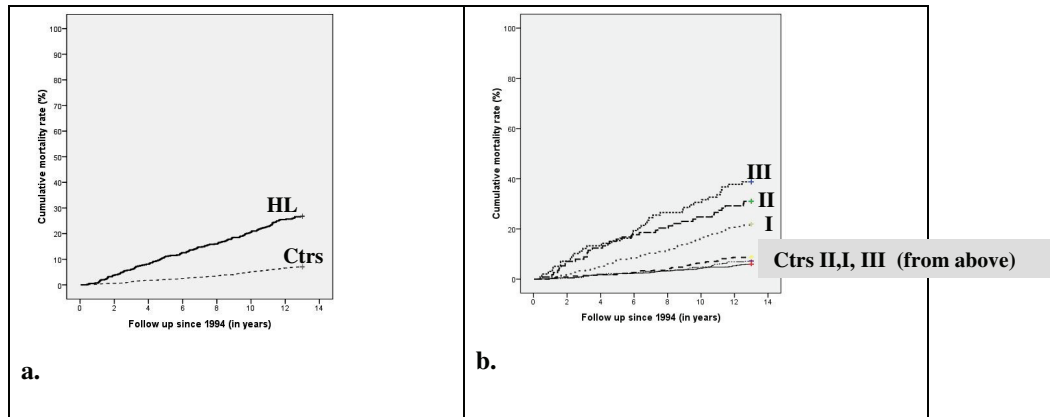 Cumulative mortality rate (%)
100
90
80
70
60
50
40
30
20
10
0
HL
Ctrs
0 2 4 6 8 10 12 14
Follow up since 1994 (in years)
a.
Cumulative mortality rate (%)
100
80
60
40
20
0
III
II
I
Ctrs II,I, III (from above)
0 2 4 6 8 10 12 14
Follow up since 1994 (in years)
b.